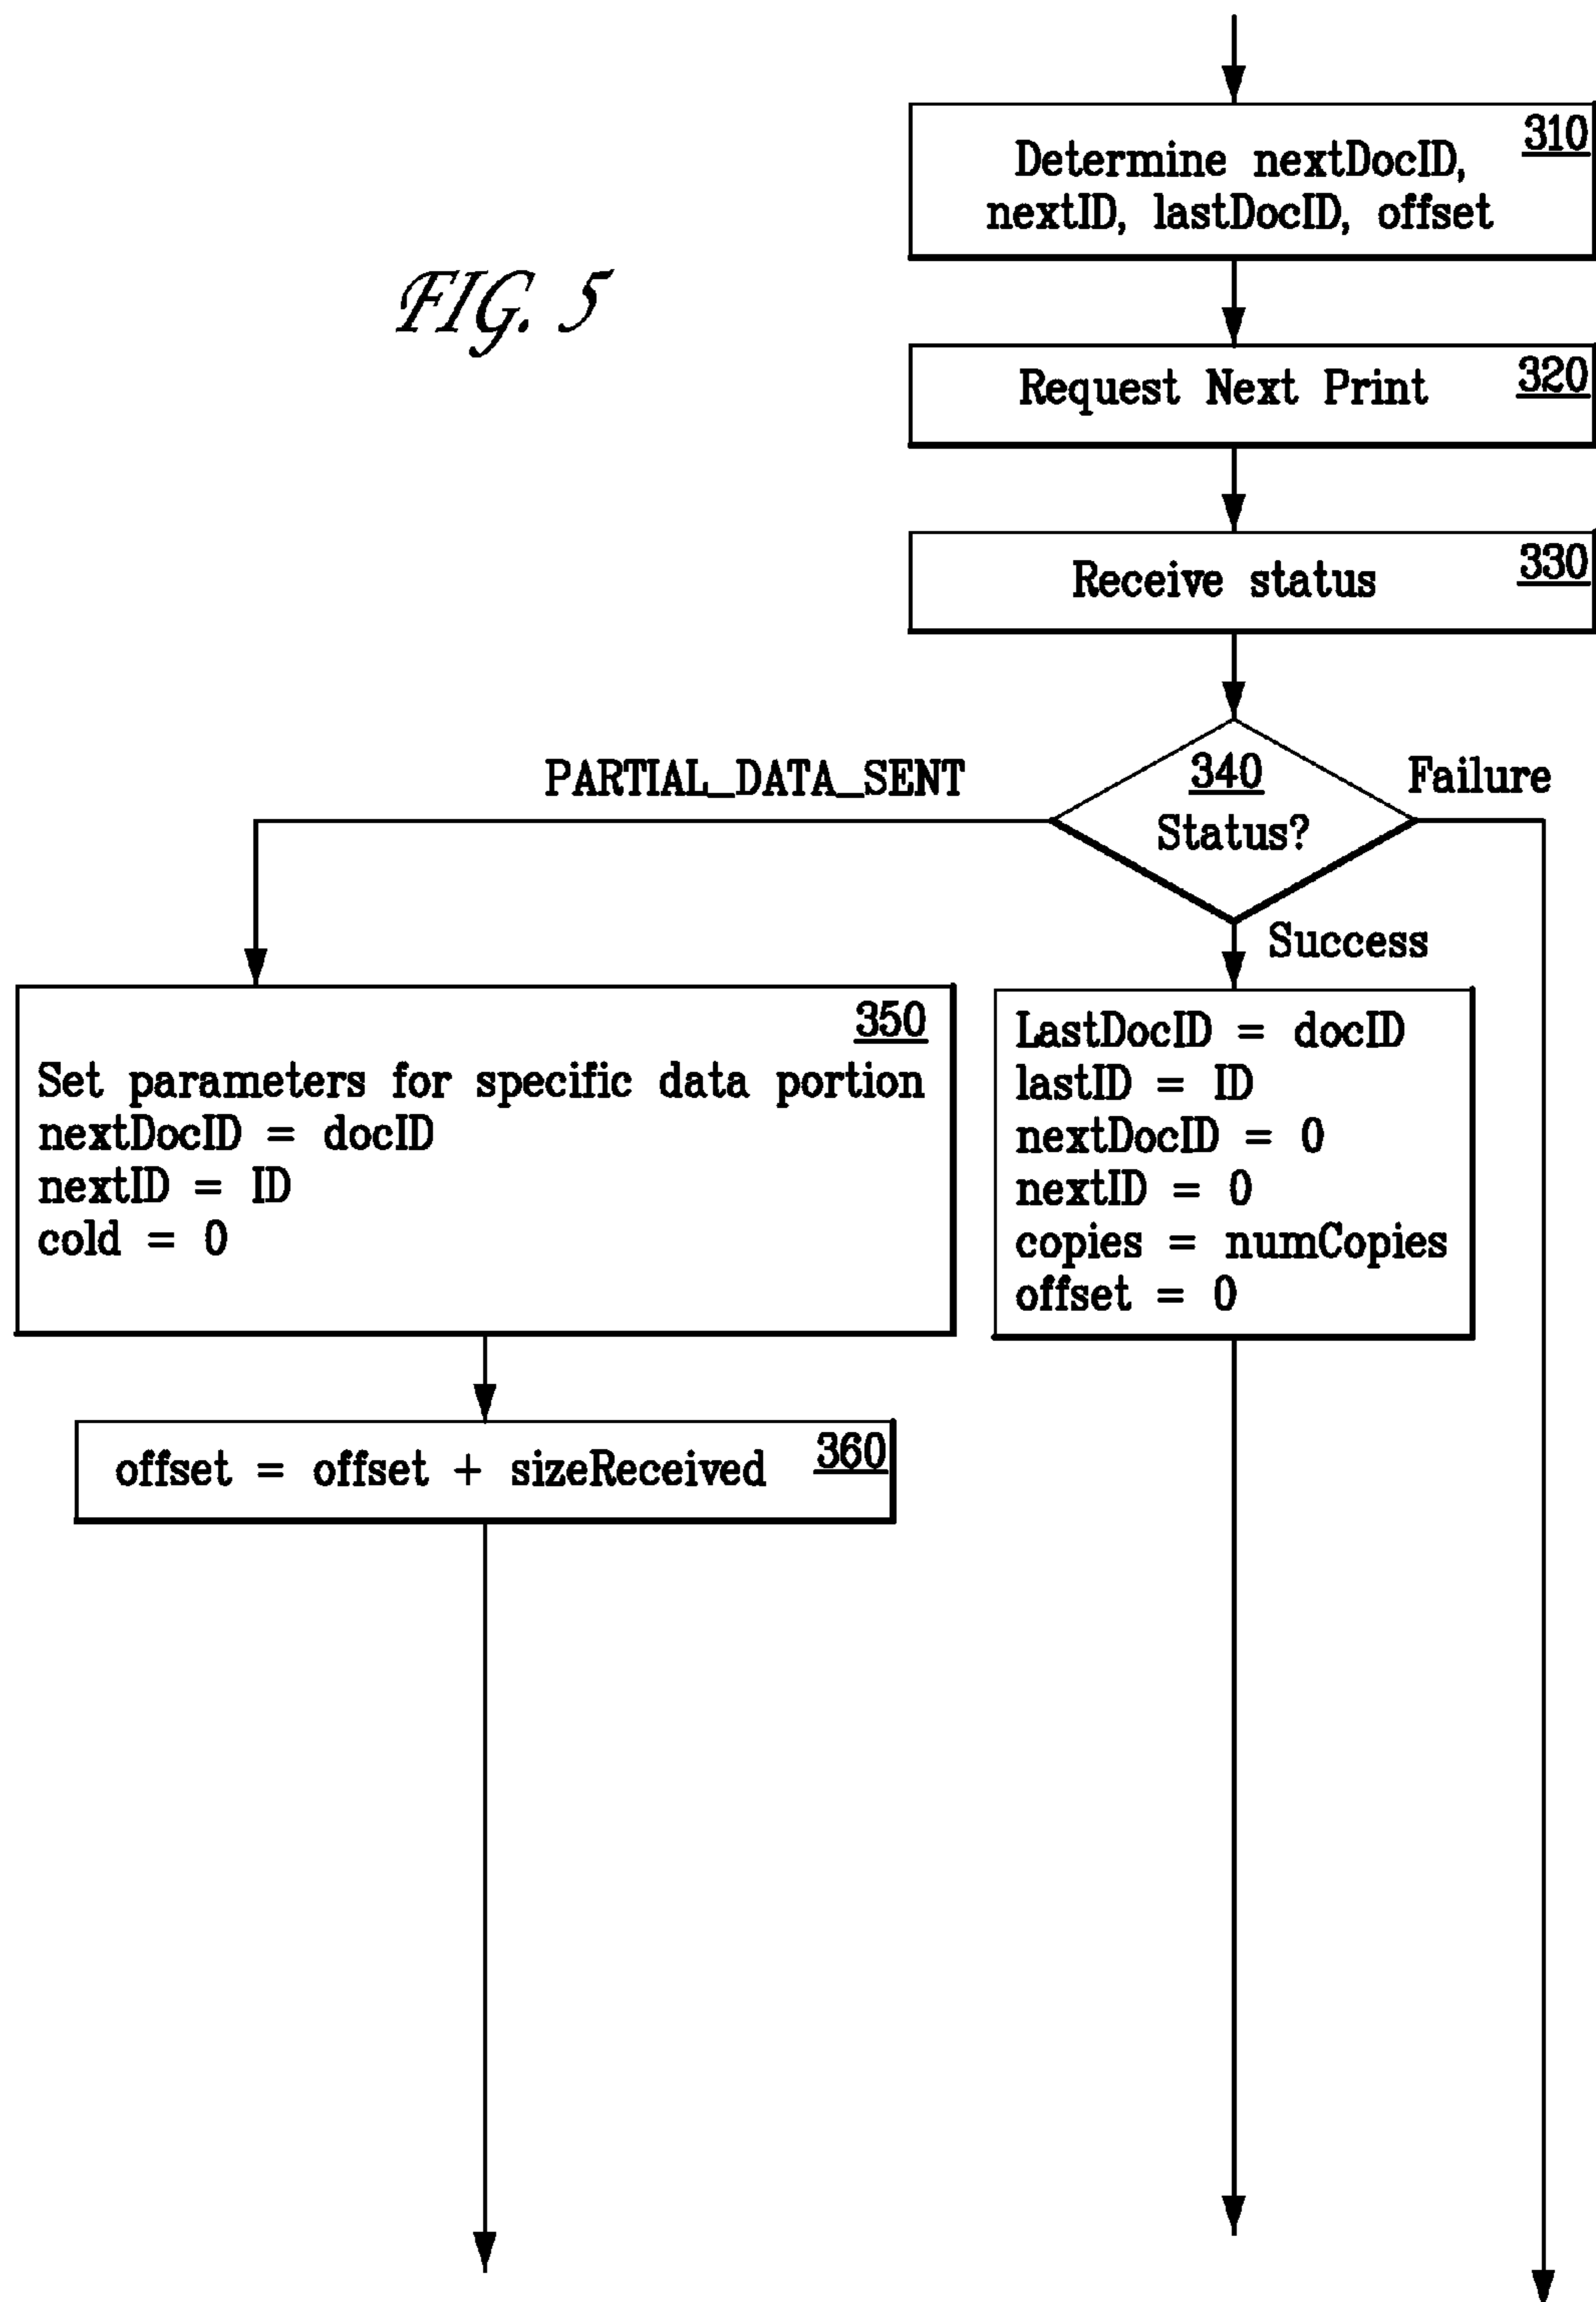 310
Determine nextDocID,
nextID, lastDocID, offset
FIG. 5
Request Next Print 320
Receive status 330
PARTIAL_DATA_SENT
340
Status?
Failure
Success
350
Set parameters for specific data portion
nextDocID = docID
nextID = ID
cold = 0
LastDocID = docID
lastID = ID
nextDocID = 0
nextID = 0
copies = numCopies
offset = 0
offset = offset + sizeReceived 360